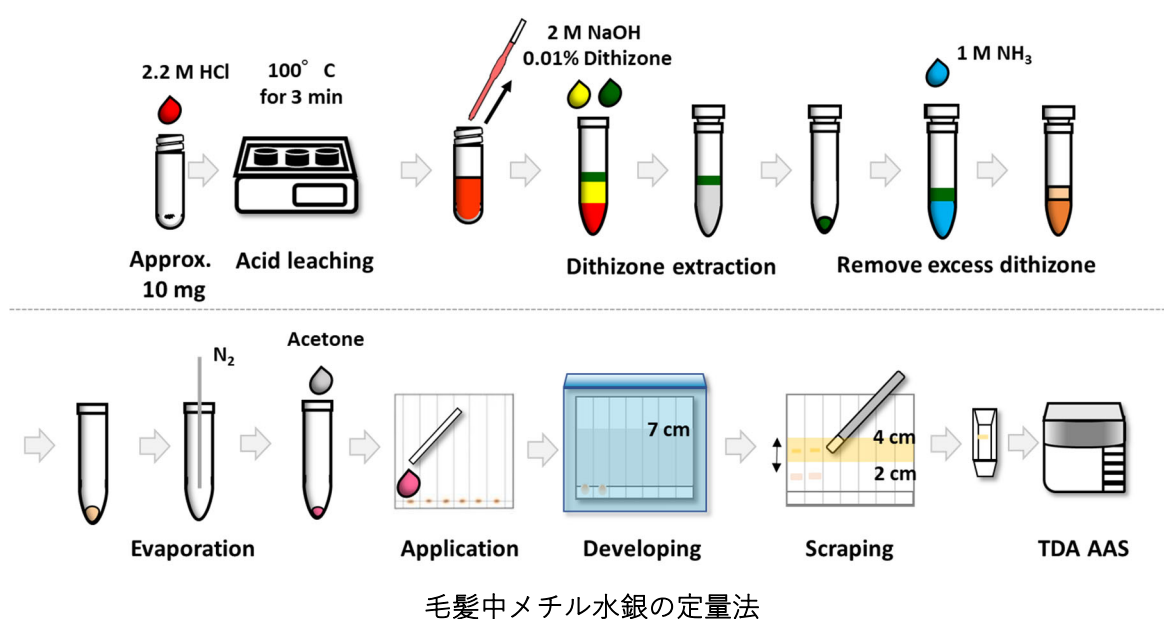 2.2 M HCl
100° C
for 3 min
2 M NaOH
0.01% Dithizone
1 M NH₃
Approx.
10 mg
Acid leaching
Dithizone extraction
Remove excess dithizone
N₂
Acetone
7 cm
4 cm
2 cm
Evaporation
Application
Developing
Scraping
TDA AAS
毛髪中メチル水銀の定量法